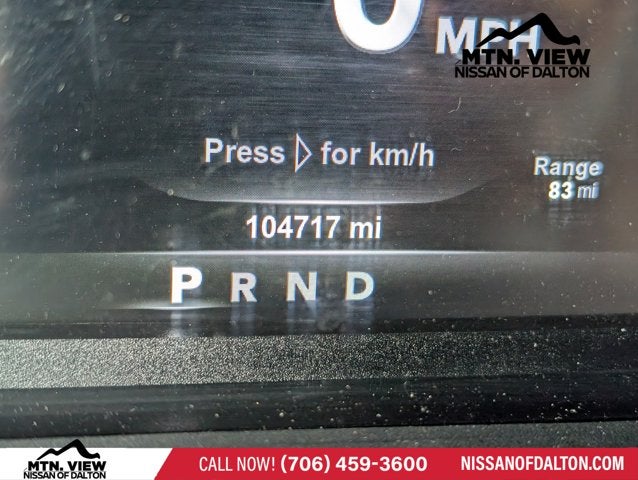 0 MPH
MTN. VIEW
NISSAN OF DALTON
Press ▷ for km/h
Range
83 mi
104717 mi
P R N D
MTN. VIEW
NISSAN OF DALTON
CALL NOW! (706) 459-3600
NISSANOFDALTON.COM